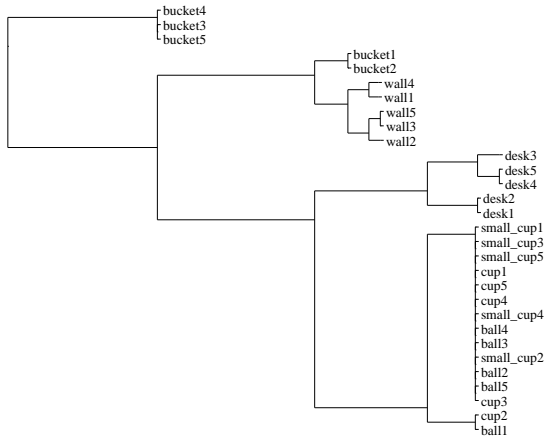 bucket4
bucket3
bucket5
bucket1
bucket2
wall4
wall1
wall5
wall3
wall2
desk3
desk5
desk4
desk2
desk1
small_cup1
small_cup3
small_cup5
cup1
cup5
cup4
small_cup4
ball4
ball3
small_cup2
ball2
ball5
cup3
cup2
ball1